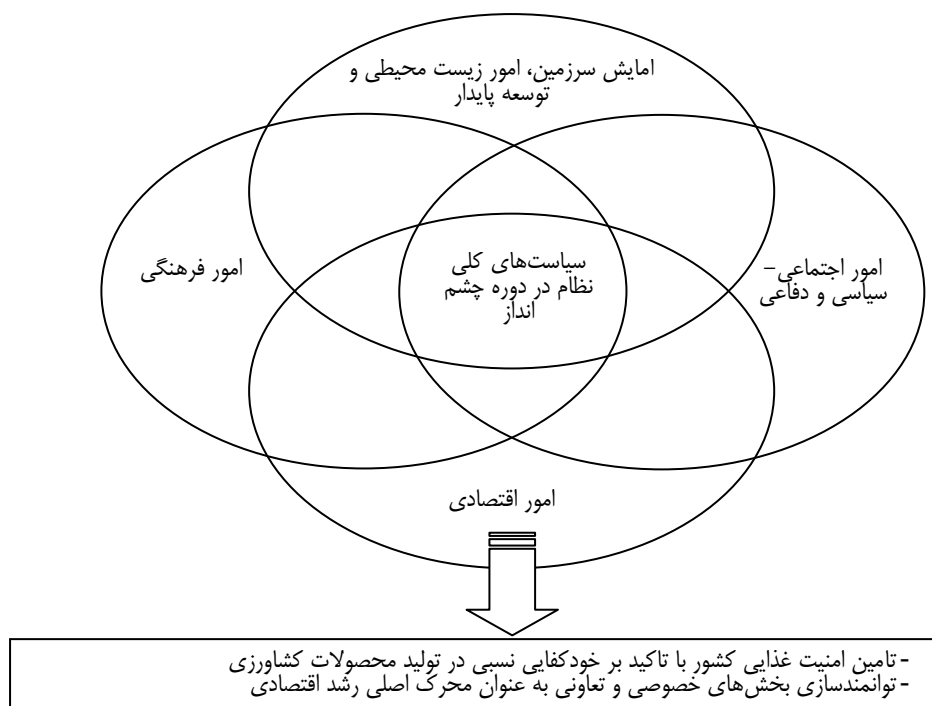 امایش سرزمین، امور زیست محیطی و
توسعه پایدار
امور اجتماعی-
سیاسی و دفاعی
سیاست‌های کلی
نظام در دوره چشم
انداز
امور فرهنگی
امور اقتصادی
-تامین امنیت غذایی کشور با تاکید بر خودکفایی نسبی در تولید محصولات کشاورزی
-توانمندسازی بخش‌های خصوصی و تعاونی به عنوان محرک اصلی رشد اقتصادی